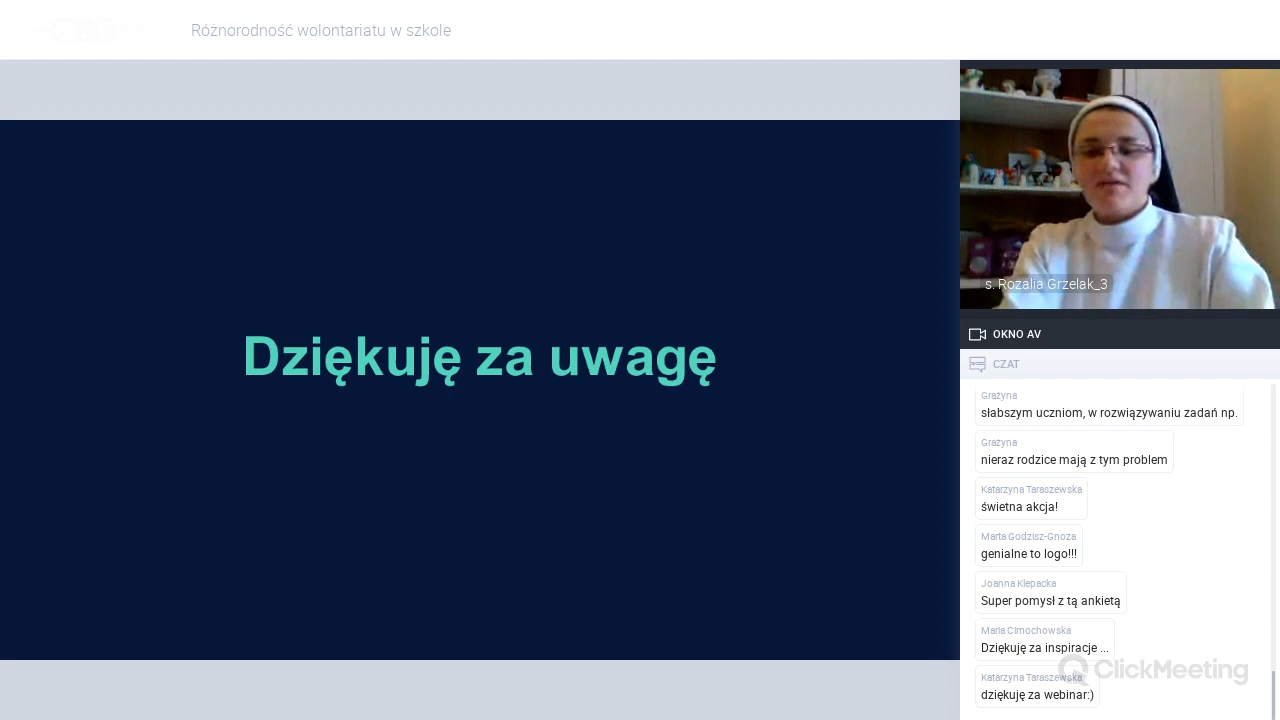 Różnorodność wolontariatu w szkole
Dziękuję za uwagę
s. Rozalia Grzelak_3
OKNO AV
CZAT
Grażyna
słabszym uczniom, w rozwiązywaniu zadań np.
Grażyna
nieraz rodzice mają z tym problem
Katarzyna Taraszewska
świetna akcja!
Marta Godzisz-Gnoza
genialne to logo!!!
Joanna Klepacka
Super pomysł z tą ankietą
Maria Cimochowska
Dziękuję za inspiracje ...
Katarzyna Taraszewska
dziękuję za webinar:)
ClickMeeting